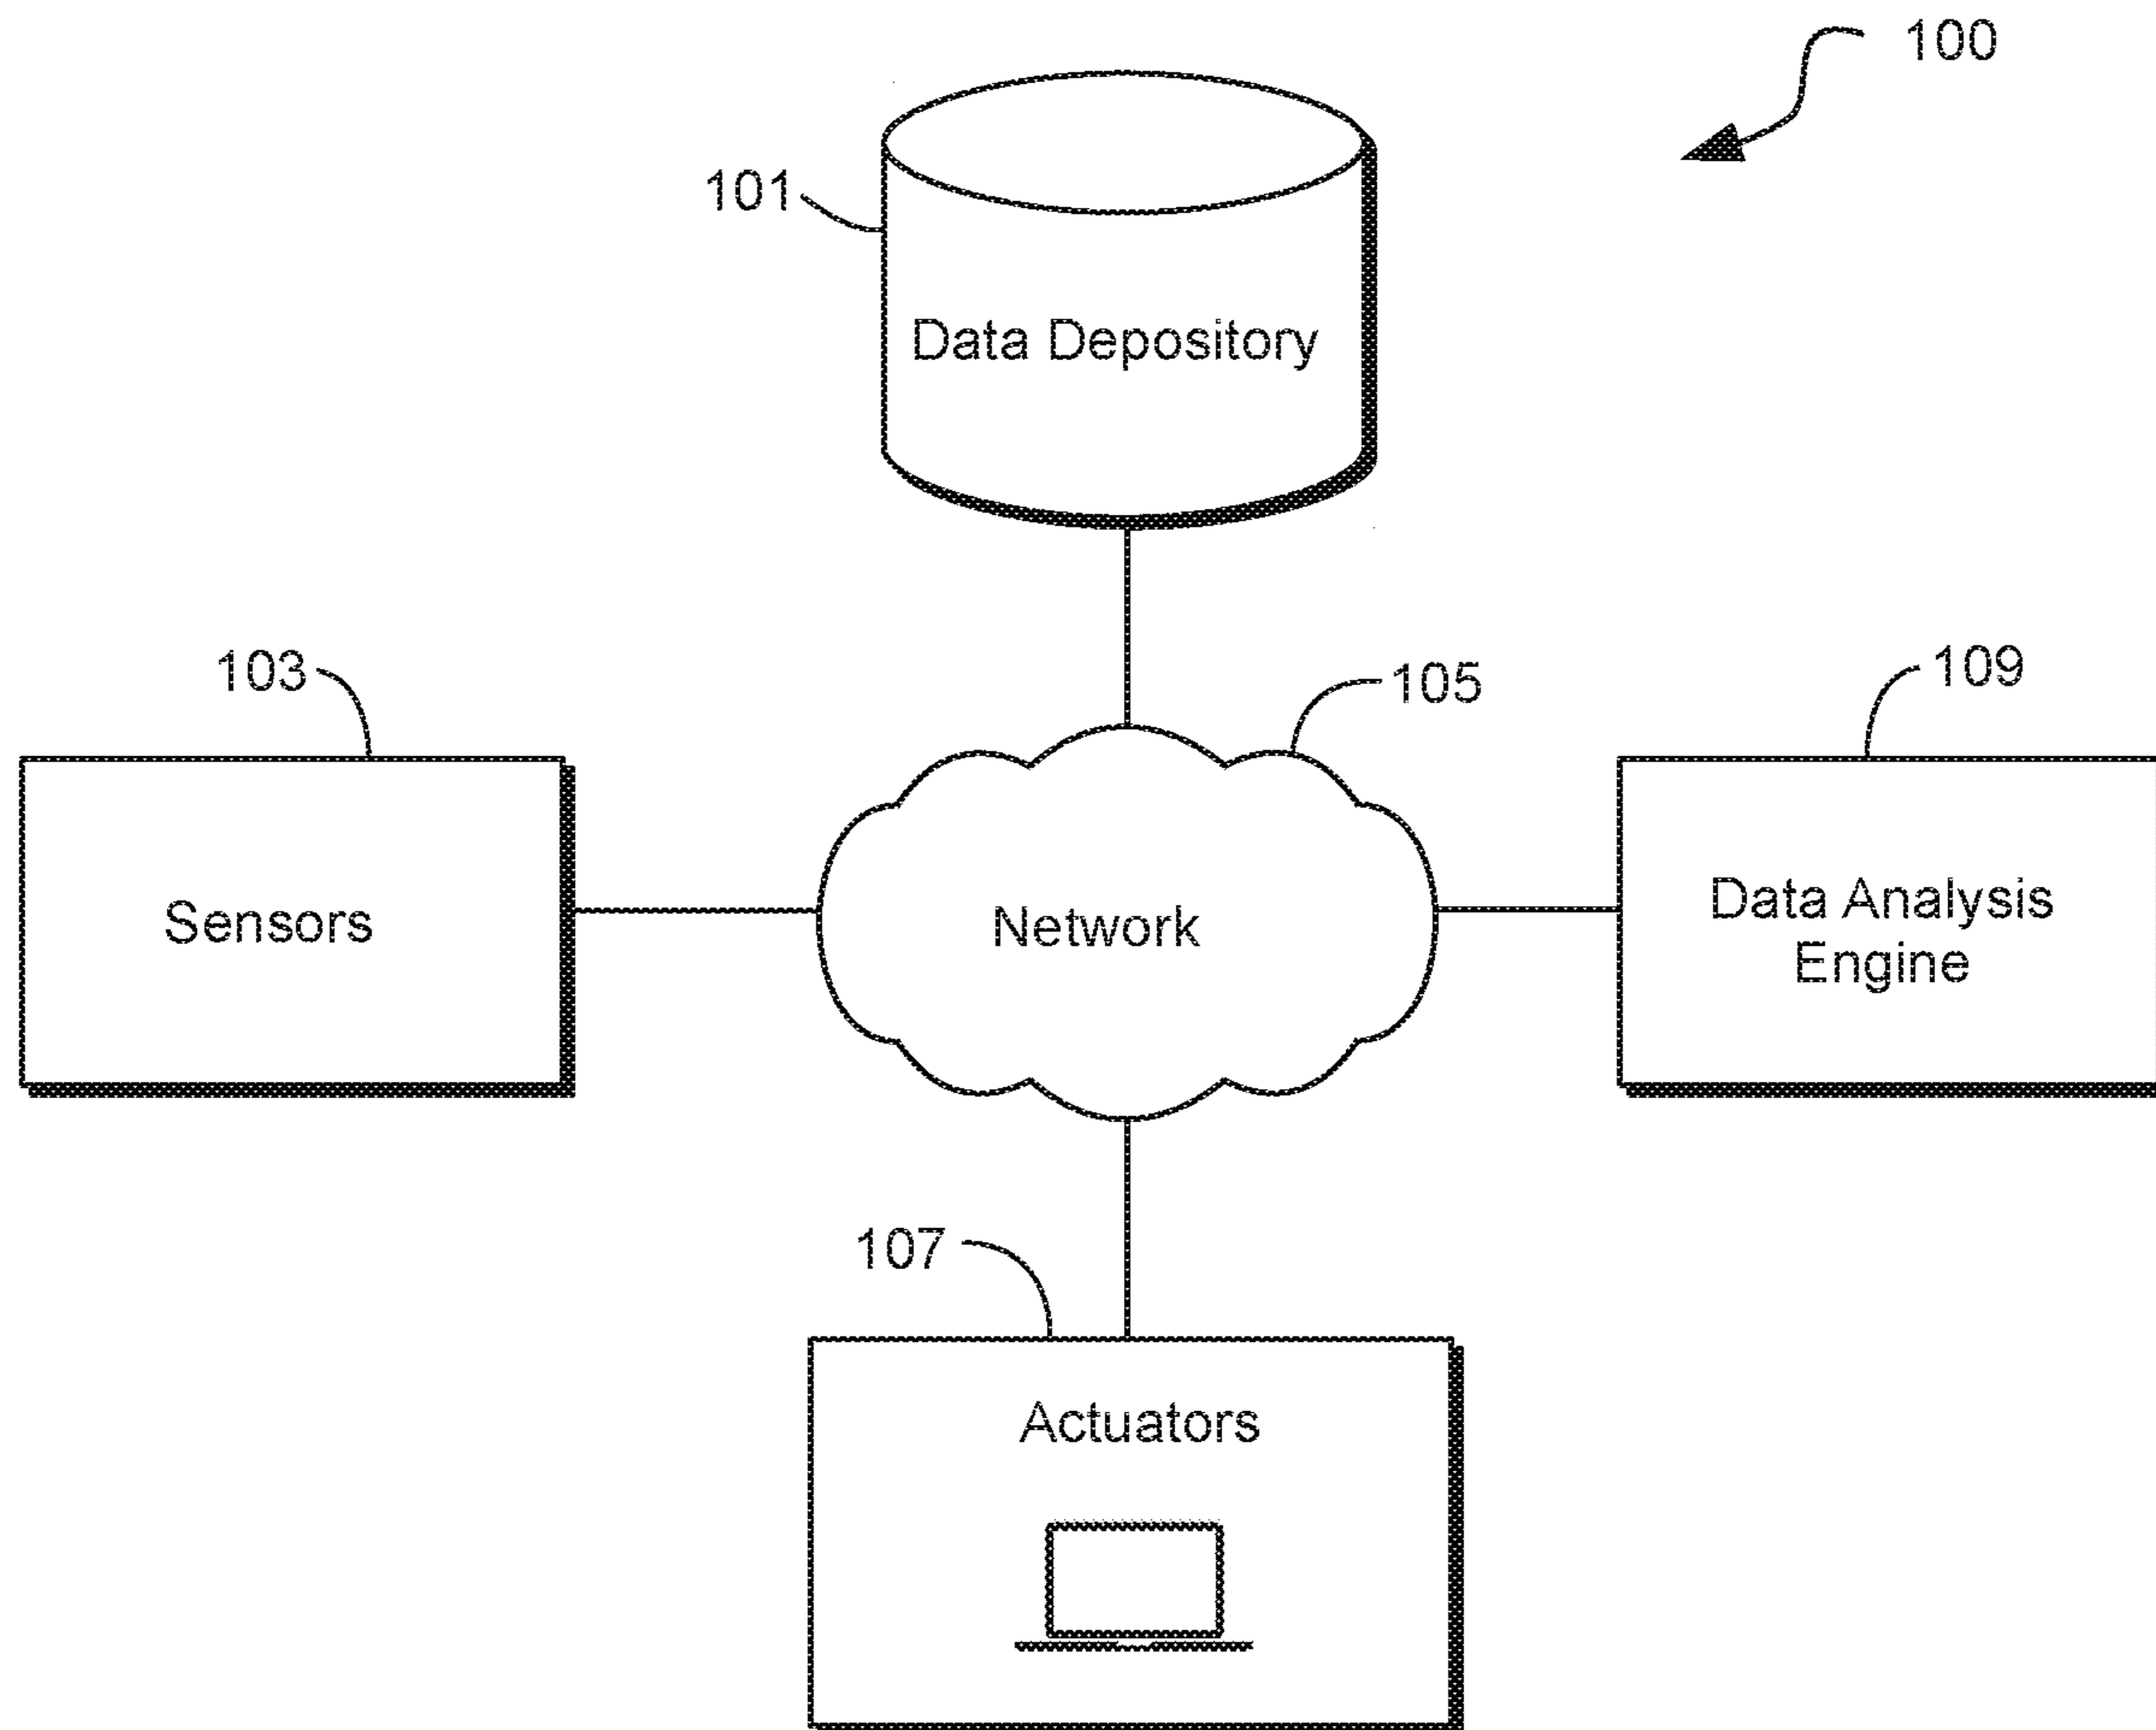 100
101
Data Depository
103
105
109
Sensors
Network
Data Analysis
Engine
107
Actuators